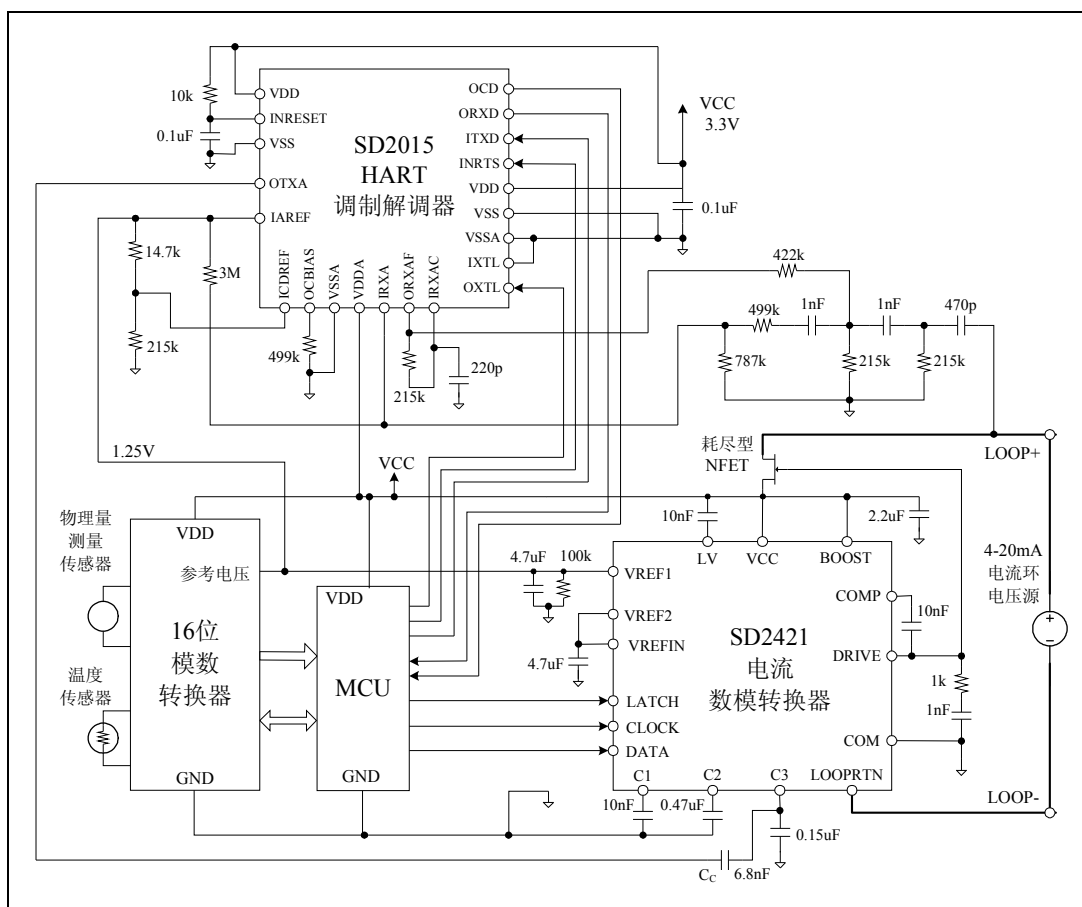 10k
0.1uF
VDD
INRESET
VSS
OTXA
IAREF
SD2015
HART
调制解调器
OCD
ORXD
ITXD
INRTS
VDD
VSS
VSSA
IXTL
OXTL
ICDREF
OCBIAS
VSSA
VDDA
IRXA
ORXAF
IRXAC
VCC
3.3V
0.1uF
14.7k
3M
215k
499k
215k
220p
422k
499k
1nF
1nF
470p
787k
215k
215k
1.25V
耗尽型
NFET
LOOP+
VCC
物理量
测量
传感器
VDD
参考电压
16位
模数
转换器
温度
传感器
GND
VDD
MCU
GND
4.7uF
100k
4.7uF
10nF
2.2uF
LV
VCC
BOOST
VREF1
VREF2
VREFIN
LATCH
CLOCK
DATA
SD2421
电流
数模转换器
COMP
DRIVE
COM
LOOPRTN
C1
C2
C3
10nF
1k
1nF
4-20mA
电流环
电压源
LOOP-
10nF
0.47uF
0.15uF
CC
6.8nF